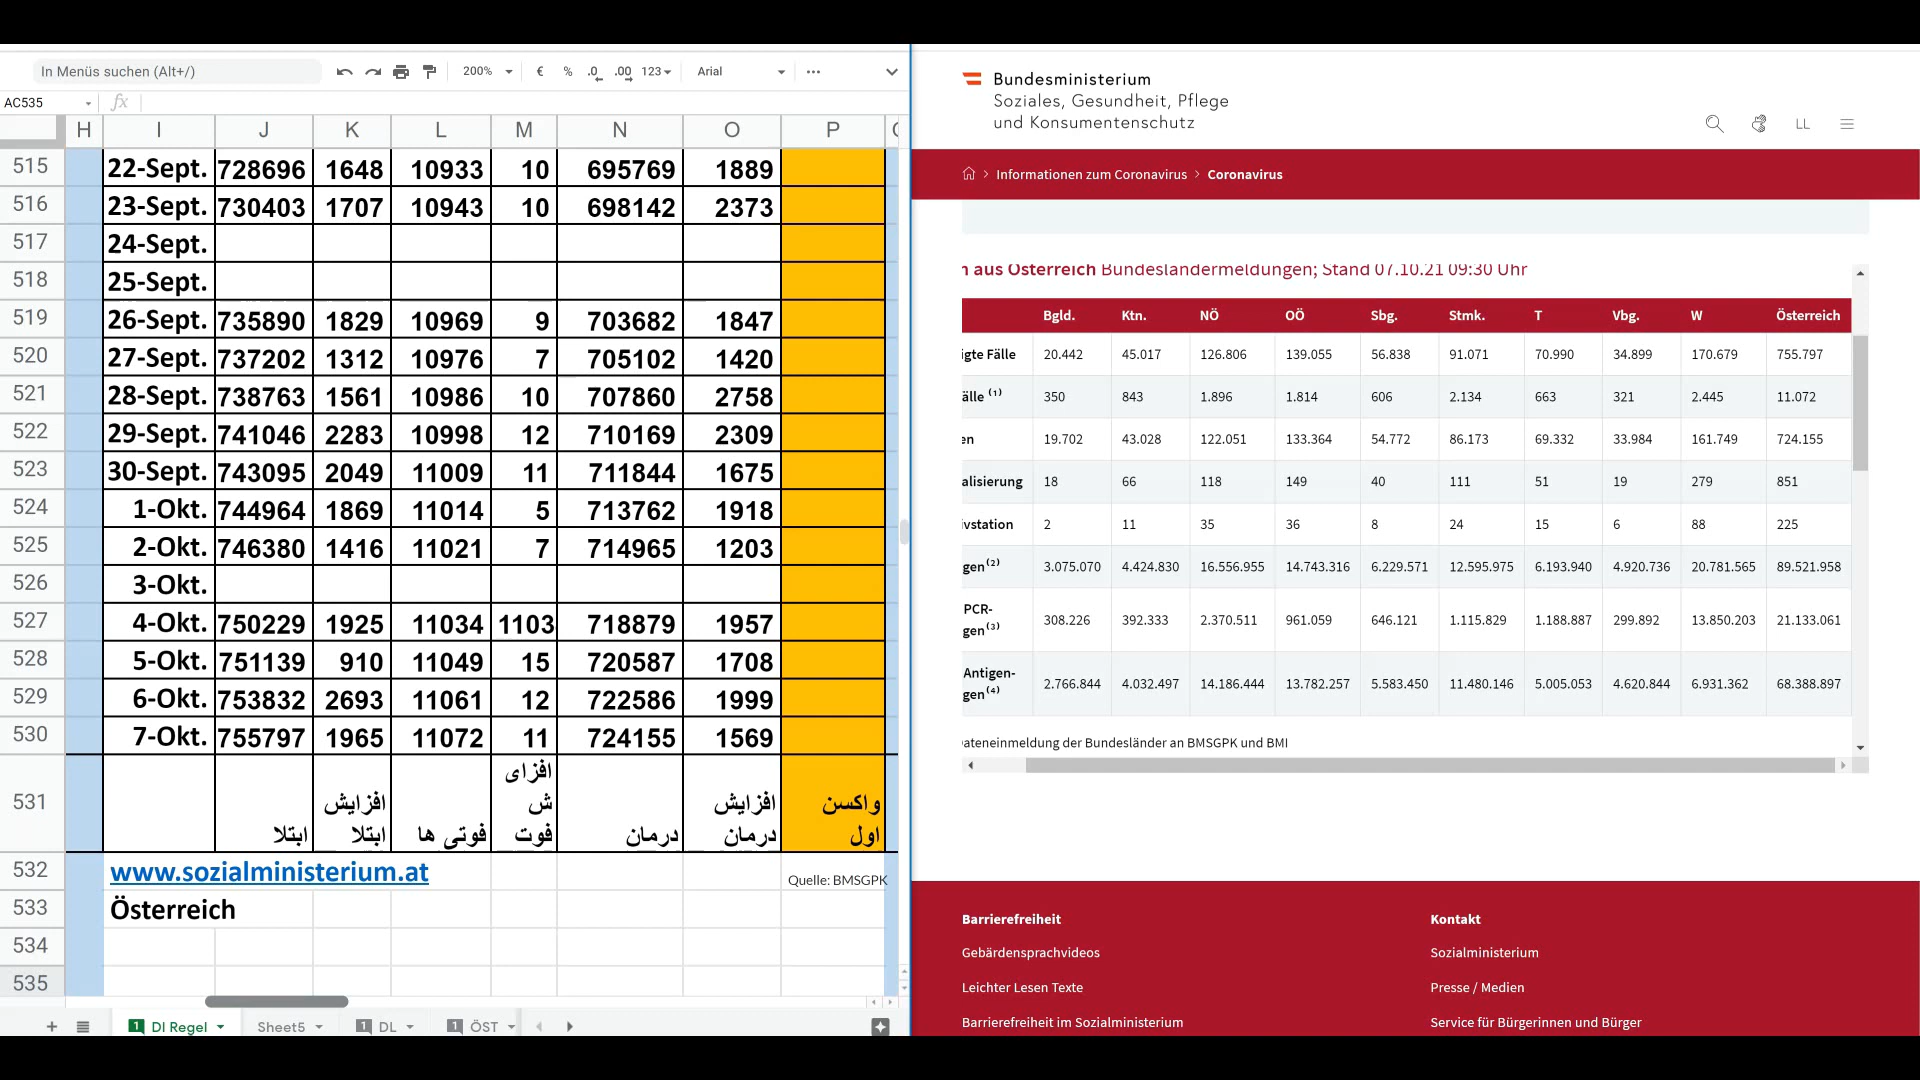 In Menüs suchen (Alt+/)
200%
€
%
.0
.00
123
Arial
AC535
fx
H I J K L M N O P
515 22-Sept. 728696 1648 10933 10 695769 1889
516 23-Sept. 730403 1707 10943 10 698142 2373
517 24-Sept.
518 25-Sept.
519 26-Sept. 735890 1829 10969 9 703682 1847
520 27-Sept. 737202 1312 10976 7 705102 1420
521 28-Sept. 738763 1561 10986 10 707860 2758
522 29-Sept. 741046 2283 10998 12 710169 2309
523 30-Sept. 743095 2049 11009 11 711844 1675
524 1-Okt. 744964 1869 11014 5 713762 1918
525 2-Okt. 746380 1416 11021 7 714965 1203
526 3-Okt.
527 4-Okt. 750229 1925 11034 1103 718879 1957
528 5-Okt. 751139 910 11049 15 720587 1708
529 6-Okt. 753832 2693 11061 12 722586 1999
530 7-Okt. 755797 1965 11072 11 724155 1569
531
ابتلا
افزایش
ابتلا
فوتی ها
افزای
ش
فوت
درمان
افزایش
درمان
واکسن
اول
532 www.sozialministerium.at Quelle: BMSGPK
533 Österreich
534
535
DI Regel
Sheet5
1 DL
1 ÖST
Bundesministerium
Soziales, Gesundheit, Pflege
und Konsumentenschutz
LL
Informationen zum Coronavirus > Coronavirus
n aus Österreich Bundesländermeldungen; Stand 07.10.21 09:30 Uhr
Bgld. Ktn. NÖ OÖ Sbg. Stmk. T Vbg. W Österreich
igte Fälle 20.442 45.017 126.806 139.055 56.838 91.071 70.990 34.899 170.679 755.797
älle (1) 350 843 1.896 1.814 606 2.134 663 321 2.445 11.072
en 19.702 43.028 122.051 133.364 54.772 86.173 69.332 33.984 161.749 724.155
alisierung 18 66 118 149 40 111 51 19 279 851
ivstation 2 11 35 36 8 24 15 6 88 225
gen(2) 3.075.070 4.424.830 16.556.955 14.743.316 6.229.571 12.595.975 6.193.940 4.920.736 20.781.565 89.521.958
PCR-
gen(3) 308.226 392.333 2.370.511 961.059 646.121 1.115.829 1.188.887 299.892 13.850.203 21.133.061
Antigen-
gen(4) 2.766.844 4.032.497 14.186.444 13.782.257 5.583.450 11.480.146 5.005.053 4.620.844 6.931.362 68.388.897
ateneinmeldung der Bundesländer an BMSGPK und BMI
Barrierefreiheit
Gebärdensprachvideos
Leichter Lesen Texte
Barrierefreiheit im Sozialministerium
Kontakt
Sozialministerium
Presse / Medien
Service für Bürgerinnen und Bürger